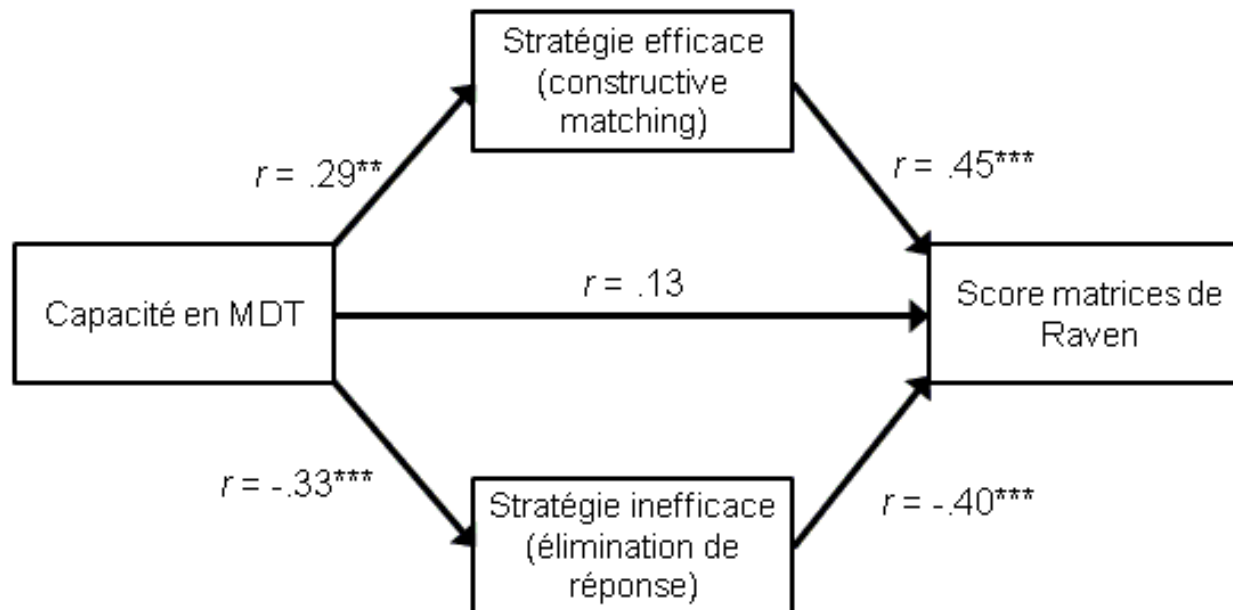 Stratégie efficace
(constructive
matching)
r = .29**
r = .45***
Capacité en MDT
r = .13
Score matrices de
Raven
r = -.33***
Stratégie inefficace
(élimination de
réponse)
r = -.40***